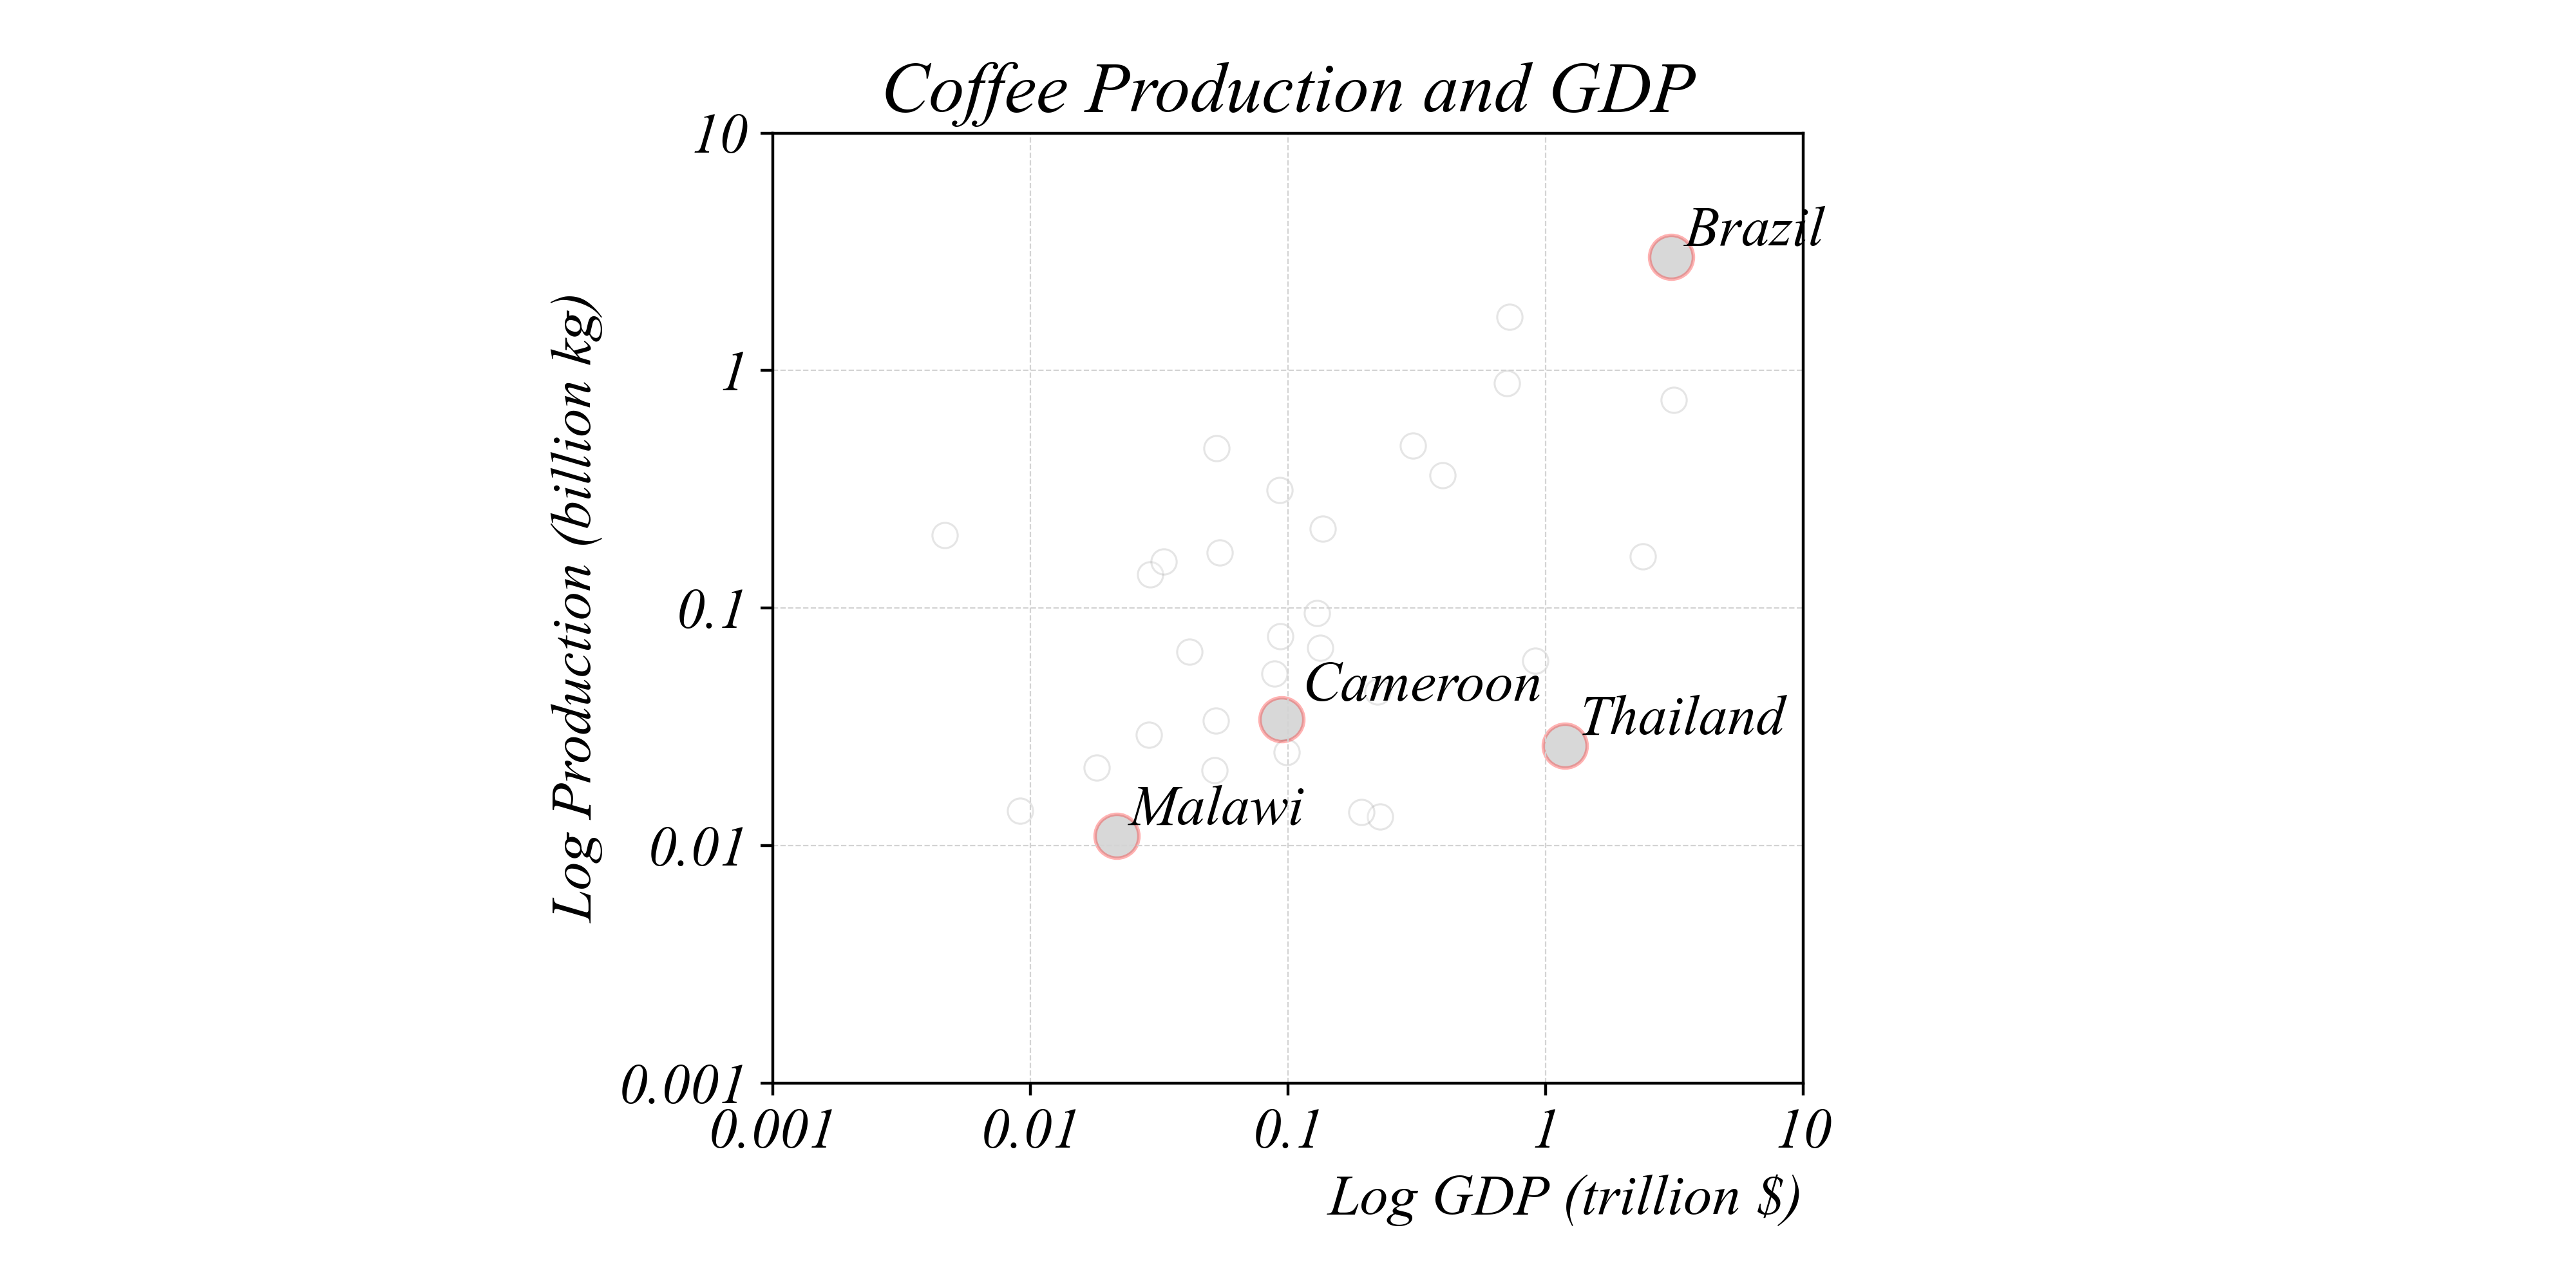 Coffee Production and GDP
10
1
0.1
0.01
0.001
Log Production (billion kg)
Brazil
Cameroon
Thailand
Malawi
0.001 0.01 0.1 1 10
Log GDP (trillion $)